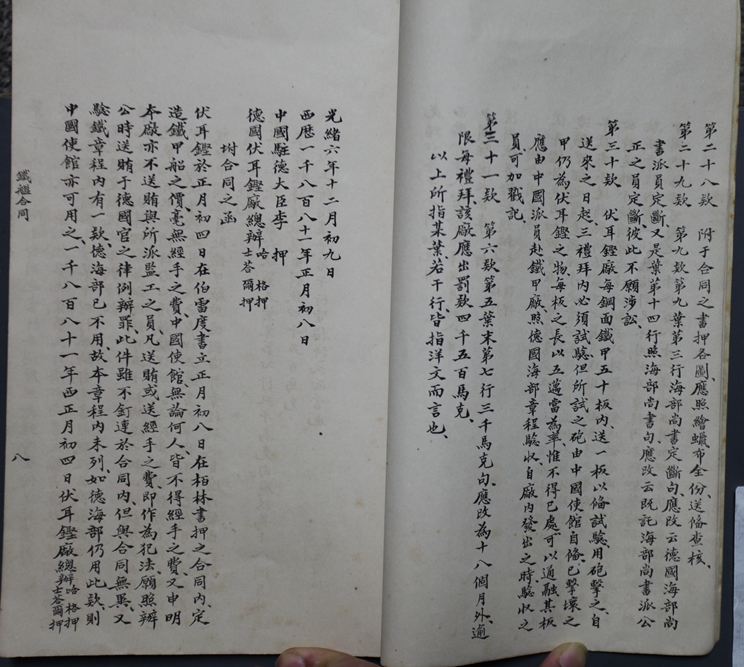 第二十八款　附于合同之書押各圖、應照繪蠟布全份、送偹查核、
第二十九款　第九款第九葉第三行海部尚書定斷句、應改云德國海部尚
書派員定斷、又是葉第十四行照海部尚書句、應改云既託海部尚書派公
正之員定斷、彼此不願涉訟、
第三十款　伏耳鏗廠每鋼面鐵甲五十板內、送一板以偹試驗、用砲擊之、自
送來之日起、三禮拜內、必須試驗、但所試之砲、由中國使館自偹、已擊壞之
甲、仍為伏耳鏗之物、每板之長、以五邁當為率、惟不得已處、可以通融、其板
應由中國派員赴鐵甲廠、照德國海部章程驗收、自廠內發出之時、驗收之
員可加戳記、
第三十一款　第六款第五葉末第七行三千馬克句、應改為十八個月外、逾
限每禮拜、該廠應出罰款四千五百馬克、
以上所指某葉若干行、皆指洋文而言也、
光緒六年十二月初九日
西厯一千八百八十一年正月初八日
中國駐德大臣李　押
德國伏耳鏗廠總辦 哈　格押 士荅爾押
坿合同之函
伏耳鏗於正月初四日在伯雷度書立、正月初八日在栢林書押之合同內、定
造鐵甲船之價、毫無經手之費、中國使館無論何人、皆不得經手之費、又申明
本廠亦不送賄與所派監工之員、凡送賄或送經手之費、即作為犯法、願照辦
公時送賄于德國官之律例辦罪、此件雖不釘連於合同內、但與合同無異、又
驗鐵章程內有一款、德海部已不用、故本章程內未列、如德海部仍用此款、則
中國使館亦可用之、一千八百八十一年西正月初四日伏耳鏗廠總辦 哈　格押 士荅爾押
鐵艦合同
八